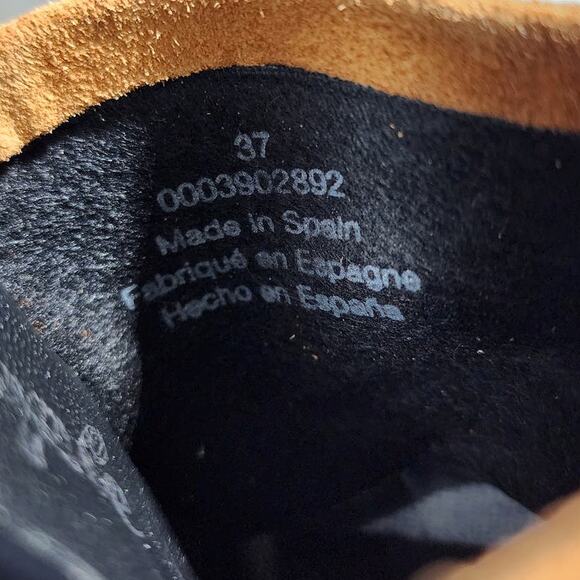 37
0003902892
Made in Spain
Fabriqué en Espagne
Hecho en España